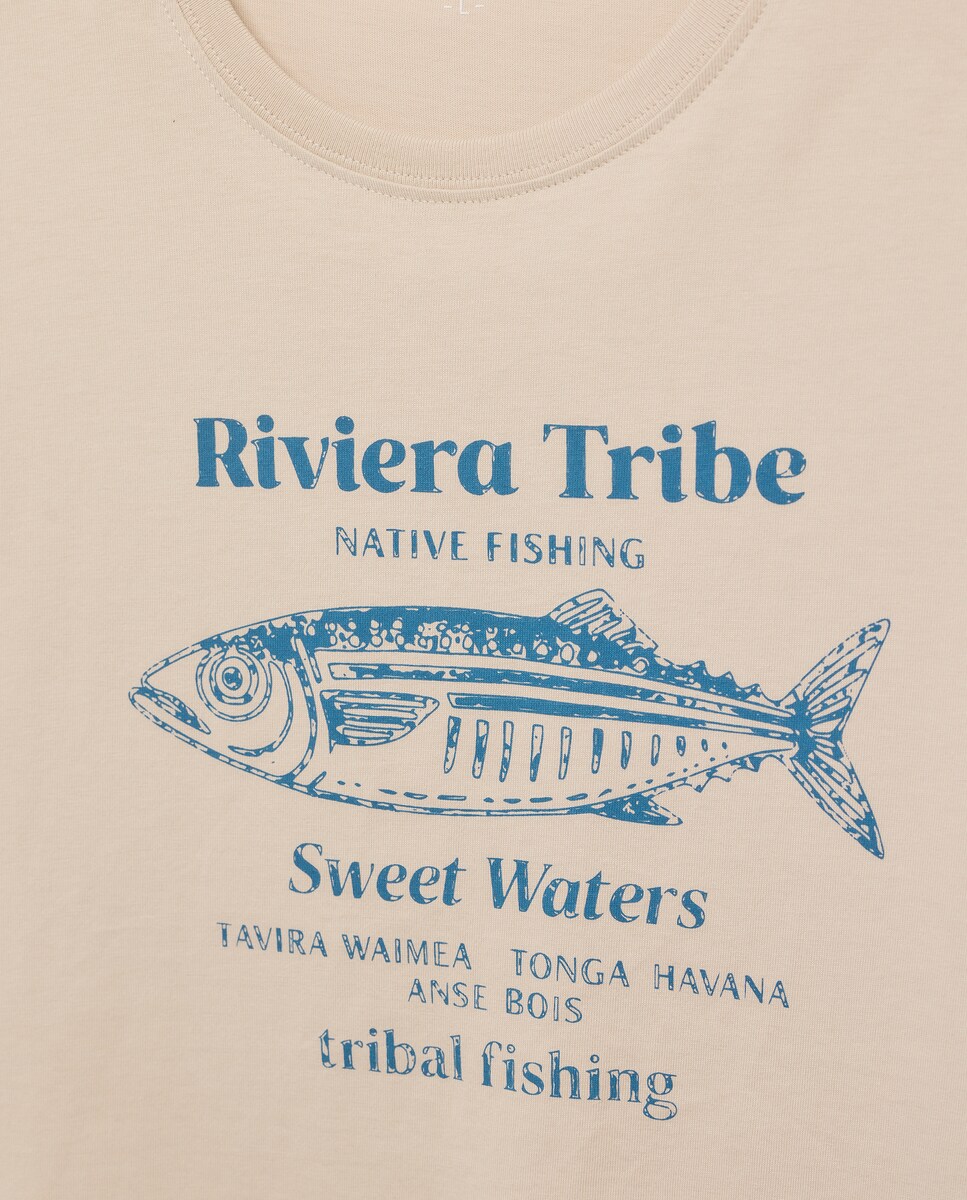 Riviera Tribe
NATIVE FISHING
Sweet Waters
TAVIRA WAIMEA TONGA HAVANA
ANSE BOIS
tribal fishing